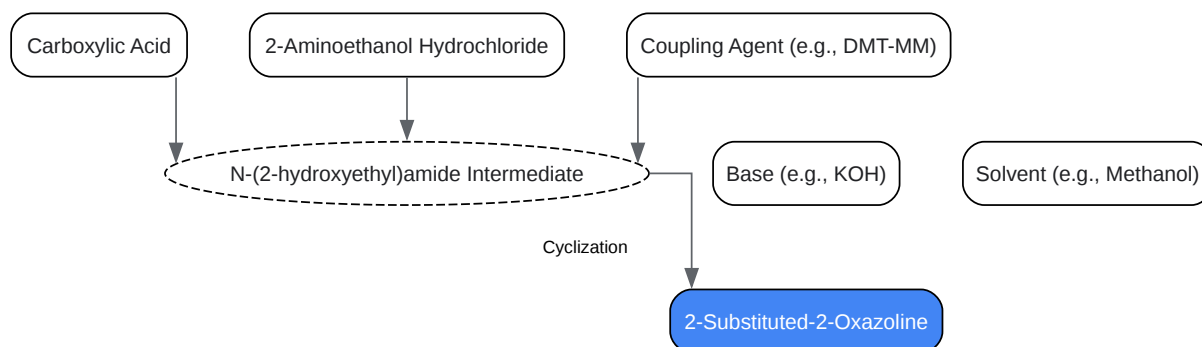 Carboxylic Acid
2-Aminoethanol Hydrochloride
Coupling Agent (e.g., DMT-MM)
N-(2-hydroxyethyl)amide Intermediate
Base (e.g., KOH)
Solvent (e.g., Methanol)
Cyclization
2-Substituted-2-Oxazoline